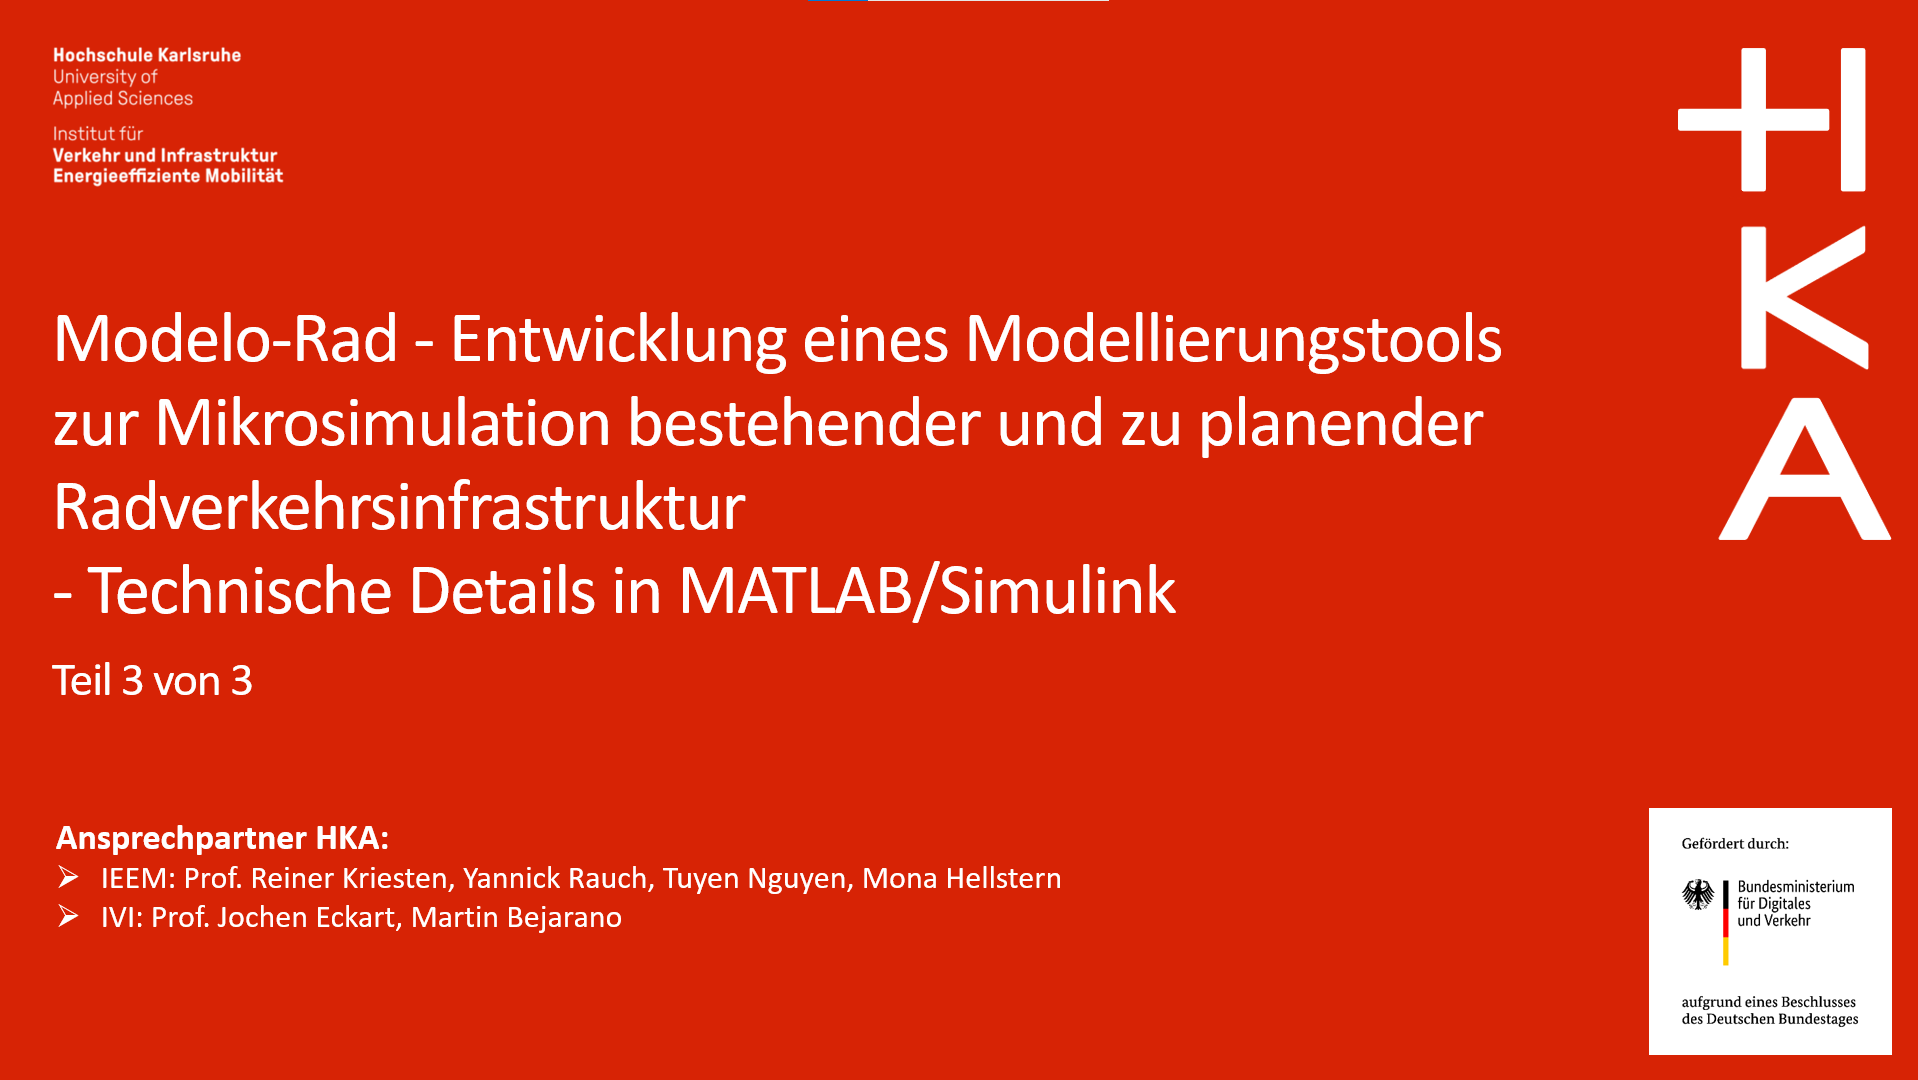 Hochschule Karlsruhe
University of
Applied Sciences
Institut für
Verkehr und Infrastruktur
Energieeffiziente Mobilität
HKA
Modelo-Rad - Entwicklung eines Modellierungstools
zur Mikrosimulation bestehender und zu planender
Radverkehrsinfrastruktur
- Technische Details in MATLAB/Simulink
Teil 3 von 3
Ansprechpartner HKA:
➢ IEEM: Prof. Reiner Kriesten, Yannick Rauch, Tuyen Nguyen, Mona Hellstern
➢ IVI: Prof. Jochen Eckart, Martin Bejarano
Gefördert durch:
Bundesministerium
für Digitales
und Verkehr
aufgrund eines Beschlusses
des Deutschen Bundestages